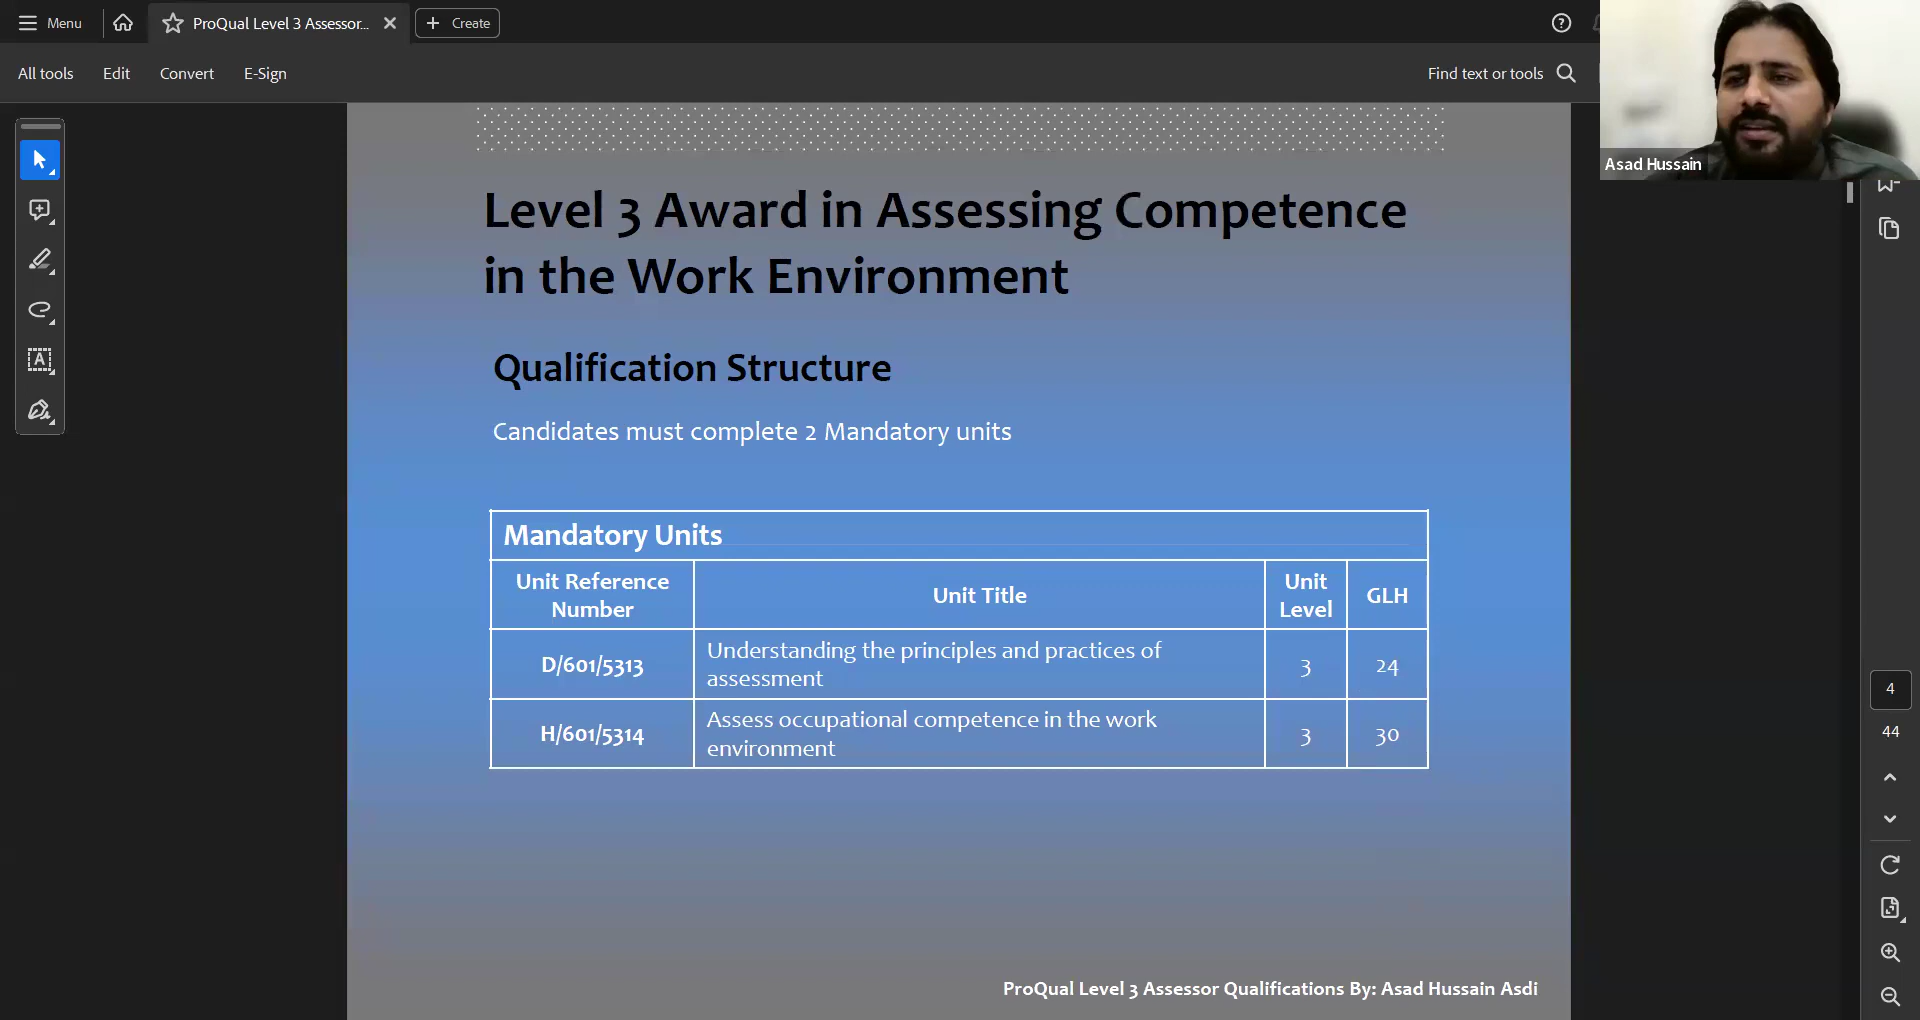 Menu
ProQual Level 3 Assessor...
Create
All tools
Edit
Convert
E-Sign
Find text or tools
Asad Hussain
Level 3 Award in Assessing Competence
in the Work Environment
Qualification Structure
Candidates must complete 2 Mandatory units
Mandatory Units
Unit Reference
Number
Unit Title
Unit
Level
GLH
D/601/5313
Understanding the principles and practices of
assessment
3
24
H/601/5314
Assess occupational competence in the work
environment
3
30
4
44
ProQual Level 3 Assessor Qualifications By: Asad Hussain Asdi